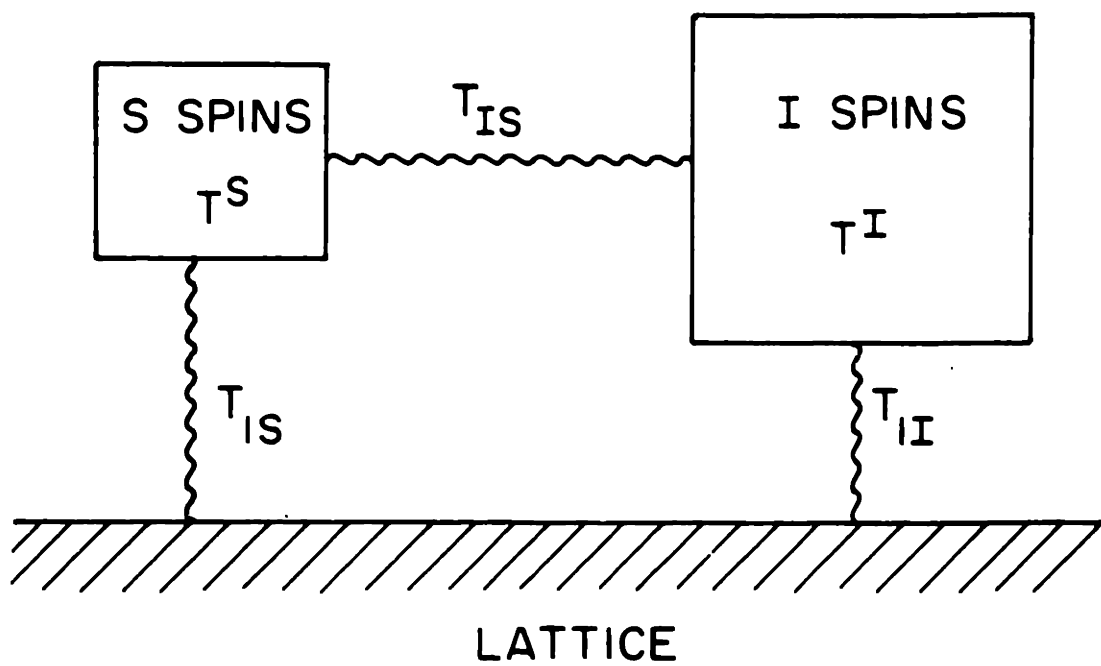 S SPINS
T^S
T_IS
I SPINS
T^I
T_1S
T_1I
LATTICE